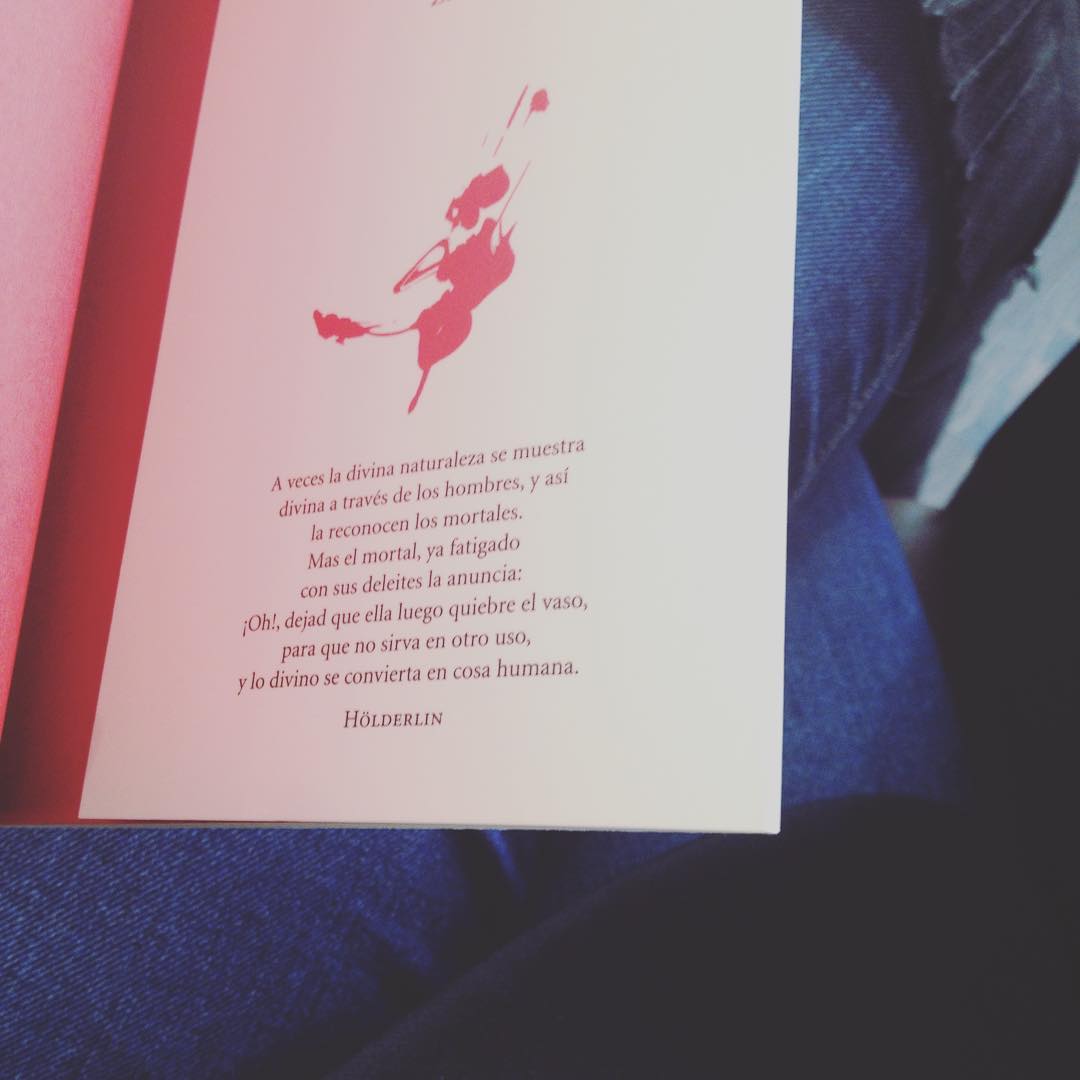 A veces la divina naturaleza se muestra
divina a través de los hombres, y así
la reconocen los mortales.
Mas el mortal, ya fatigado
con sus deleites la anuncia:
¡Oh!, dejad que ella luego quiebre el vaso,
para que no sirva en otro uso,
y lo divino se convierta en cosa humana.
HÖLDERLIN